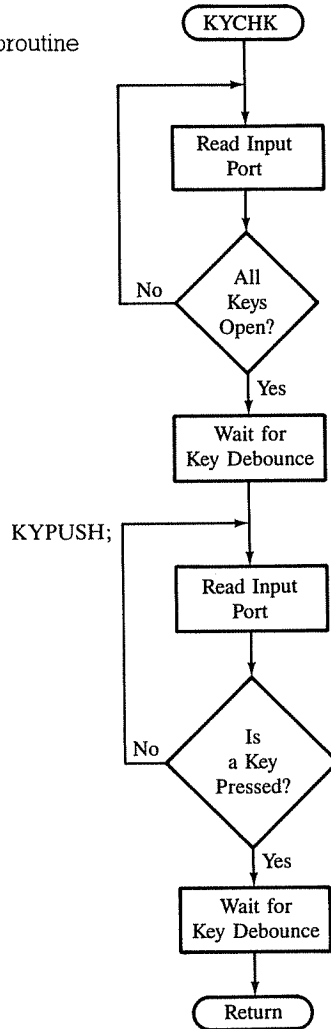 KYCHK
Read Input
Port
All
Keys
Open?
No
Yes
Wait for
Key Debounce
KYPUSH;
Read Input
Port
Is
a Key
Pressed?
No
Yes
Wait for
Key Debounce
Return